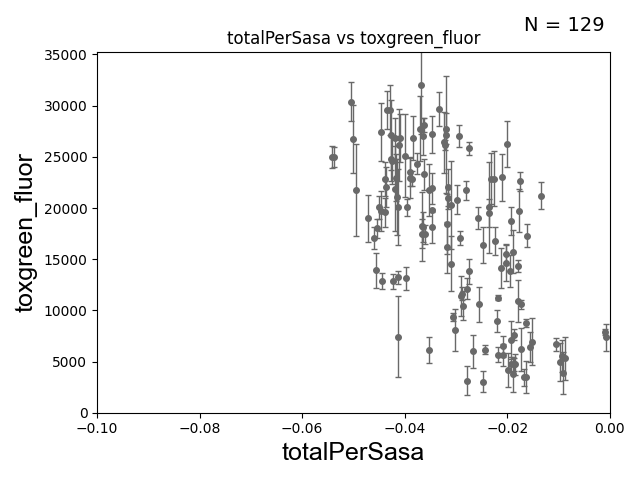 N = 129
totalPerSasa vs toxgreen_fluor
35000
30000
25000
20000
15000
10000
5000
0
toxgreen_fluor
−0.10 −0.08 −0.06 −0.04 −0.02 0.00
totalPerSasa